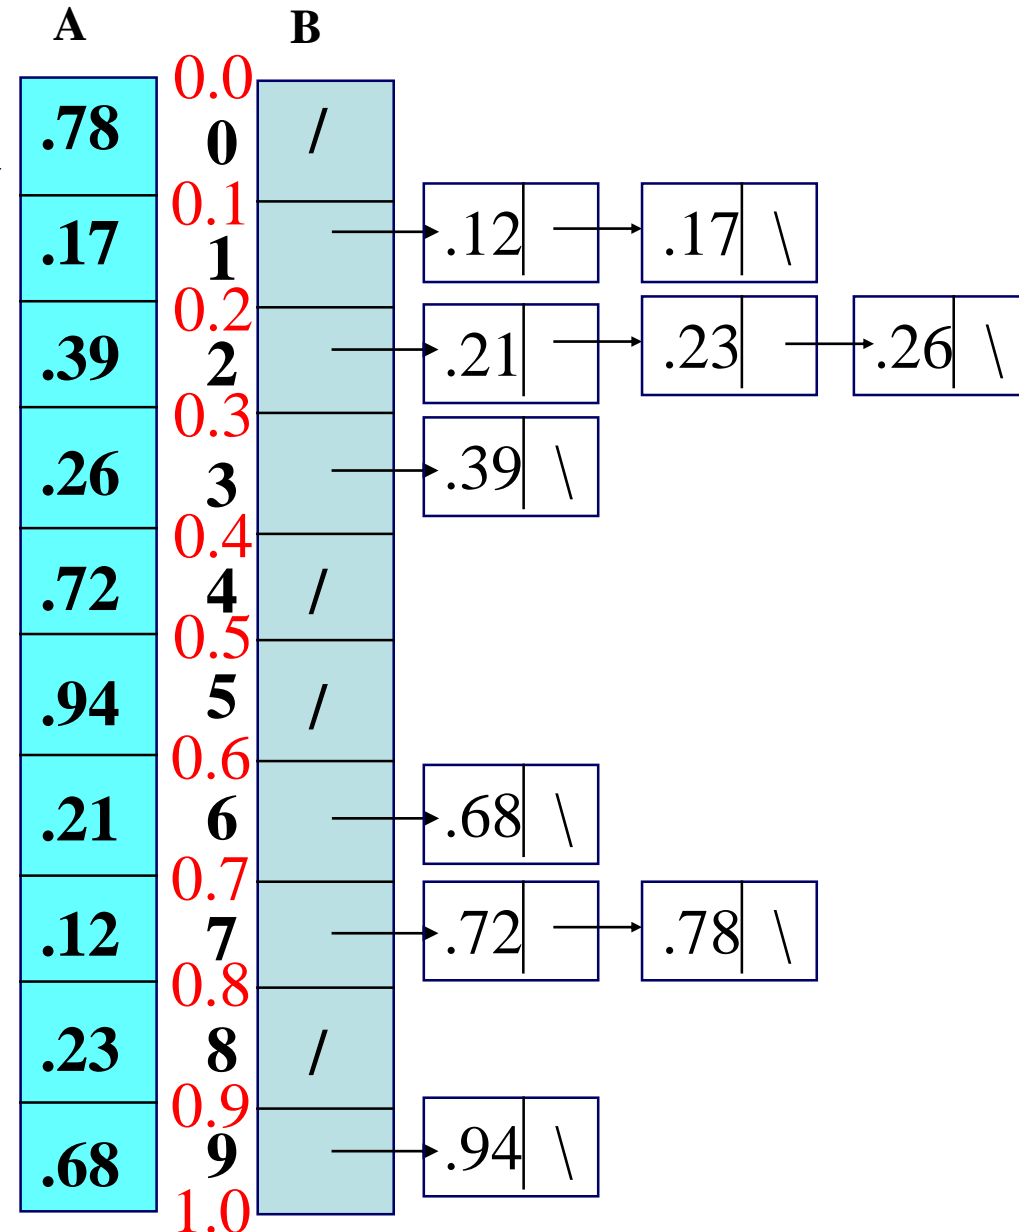 A B
0.0
.78 0 /
0.1
.17 1 .12 .17 \
0.2
.39 2 .21 .23 .26 \
0.3
.26 3 .39 \
0.4
.72 4 /
0.5
.94 5 /
0.6
.21 6 .68 \
0.7
.12 7 .72 .78 \
0.8
.23 8 /
0.9
.68 9 .94 \
1.0